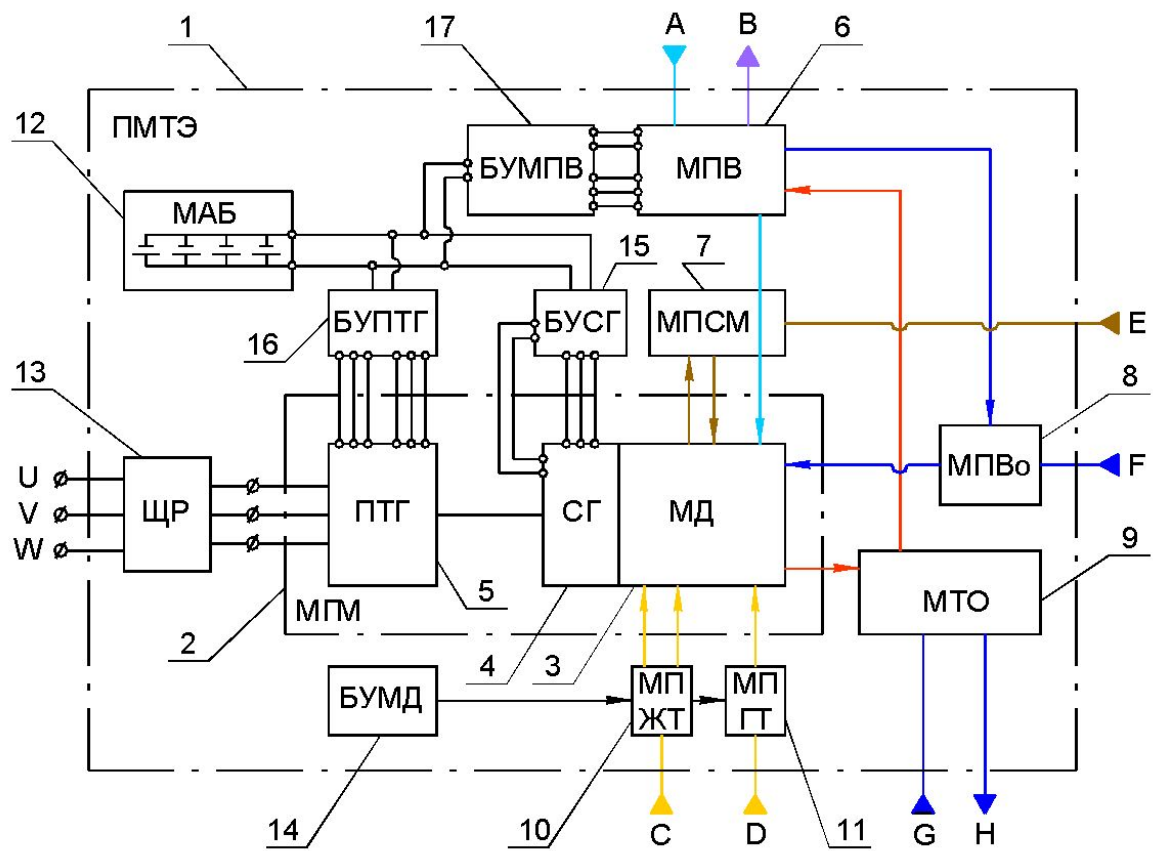 1
17
A
B
6
12
ПМТЭ
БУМПВ
МПВ
МАБ
15
7
БУПТГ
БУСГ
МПСМ
E
16
13
8
U
V
W
ЩР
ПТГ
СГ
МД
МПВо
F
9
5
МГМ
МТО
2
4
3
БУМД
МП
ЖТ
МП
ГТ
14
10
C
D
11
G
H